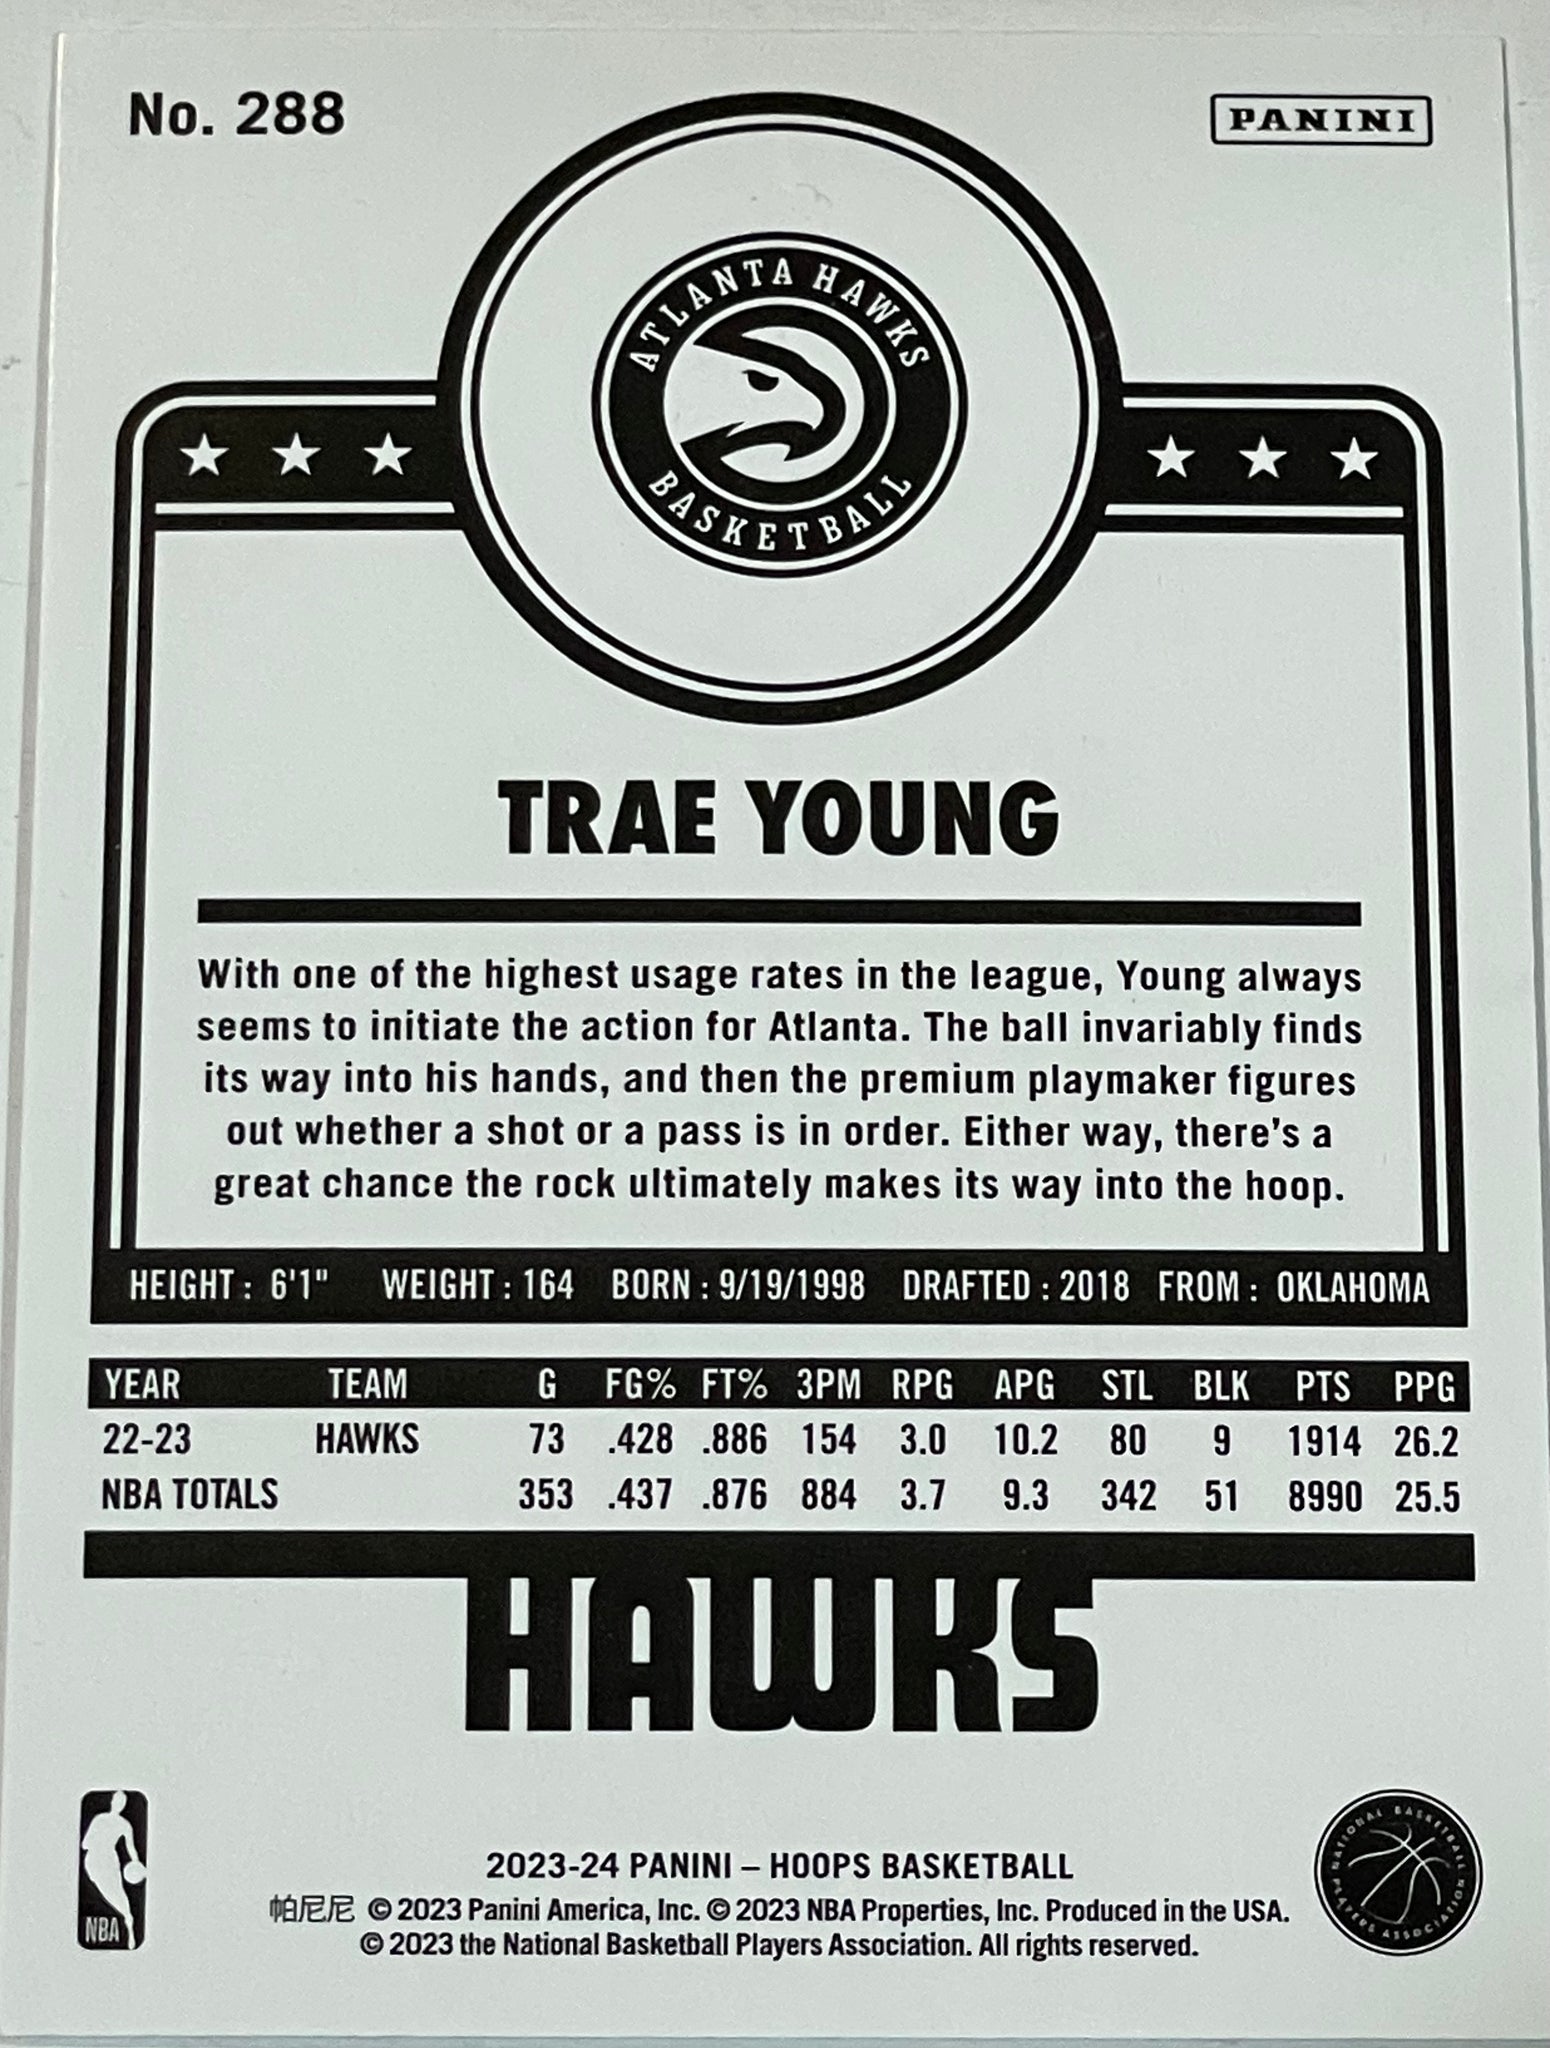 No. 288
PANINI
ATLANTA HAWKS
BASKETBALL
TRAE YOUNG
With one of the highest usage rates in the league, Young always
seems to initiate the action for Atlanta. The ball invariably finds
its way into his hands, and then the premium playmaker figures
out whether a shot or a pass is in order. Either way, there's a
great chance the rock ultimately makes its way into the hoop.
HEIGHT : 6'1" WEIGHT : 164 BORN : 9/19/1998 DRAFTED : 2018 FROM : OKLAHOMA
YEAR TEAM G FG% FT% 3PM RPG APG STL BLK PTS PPG
22-23 HAWKS 73 .428 .886 154 3.0 10.2 80 9 1914 26.2
NBA TOTALS 353 .437 .876 884 3.7 9.3 342 51 8990 25.5
HAWKS
NBA
2023-24 PANINI – HOOPS BASKETBALL
帕尼尼 © 2023 Panini America, Inc. © 2023 NBA Properties, Inc. Produced in the USA.
© 2023 the National Basketball Players Association. All rights reserved.
NATIONAL BASKETBALL
PLAYERS ASSOCIATION